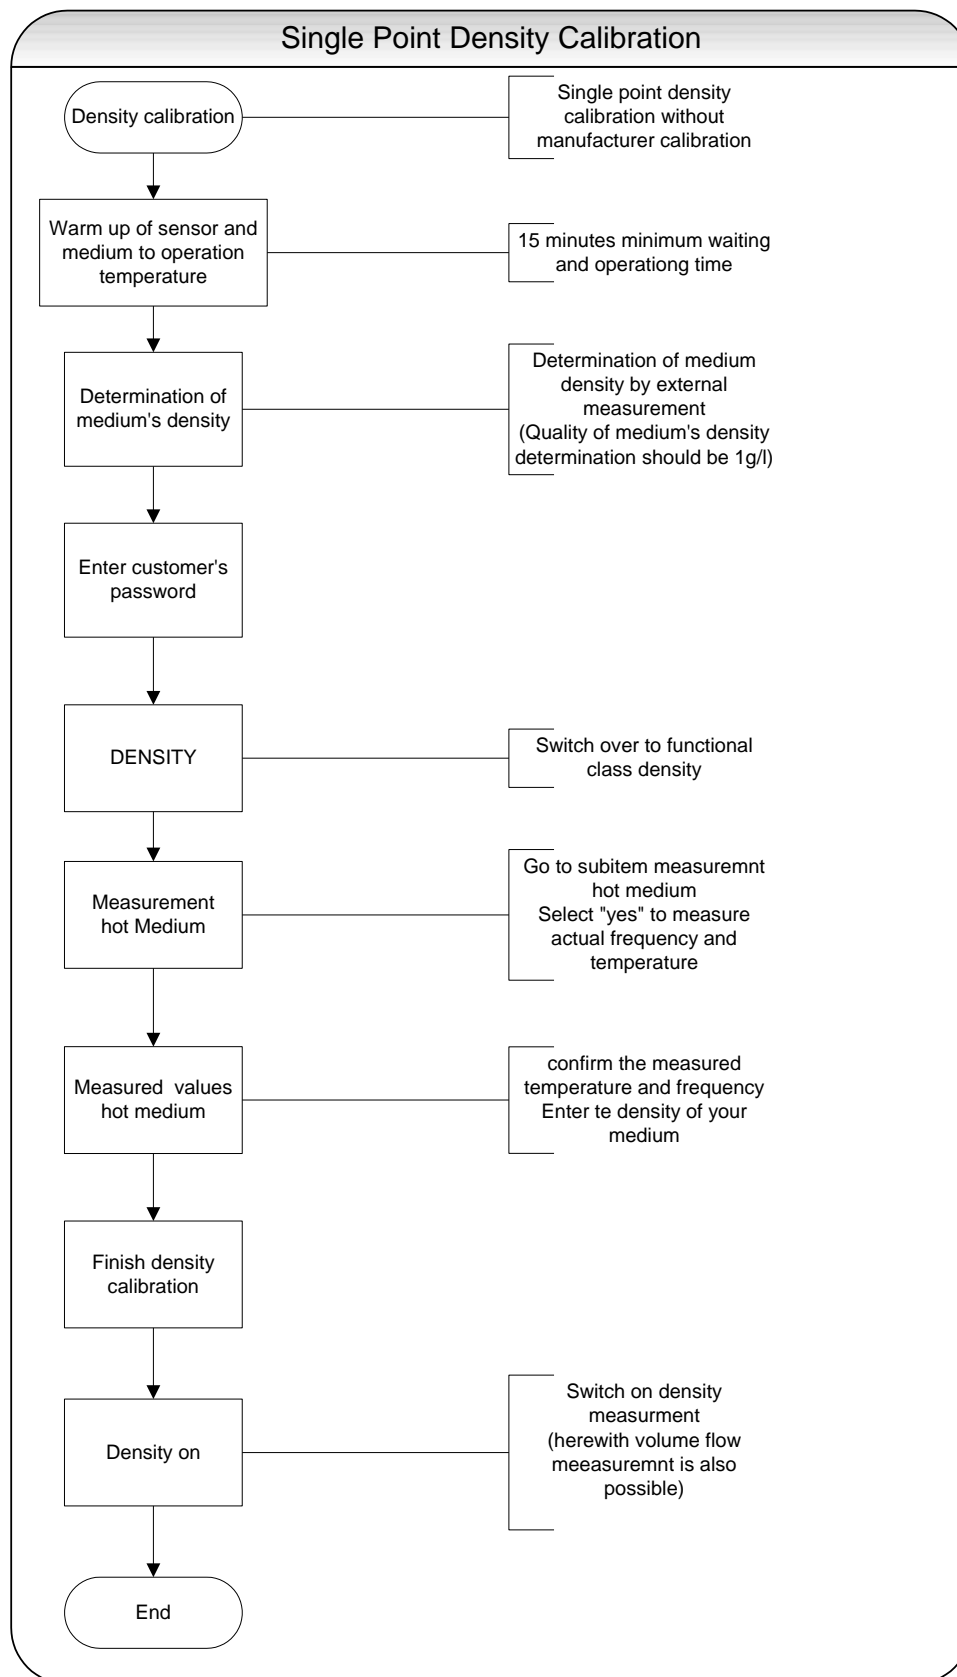 Single Point Density Calibration
Density calibration
Single point density
calibration without
manufacturer calibration
Warm up of sensor and
medium to operation
temperature
15 minutes minimum waiting
and operationg time
Determination of
medium's density
Determination of medium
density by external
measurement
(Quality of medium's density
determination should be 1g/l)
Enter customer's
password
DENSITY
Switch over to functional
class density
Measurement
hot Medium
Go to subitem measuremnt
hot medium
Select "yes" to measure
actual frequency and
temperature
Measured values
hot medium
confirm the measured
temperature and frequency
Enter te density of your
medium
Finish density
calibration
Density on
Switch on density
measurment
(herewith volume flow
meeasuremnt is also
possible)
End